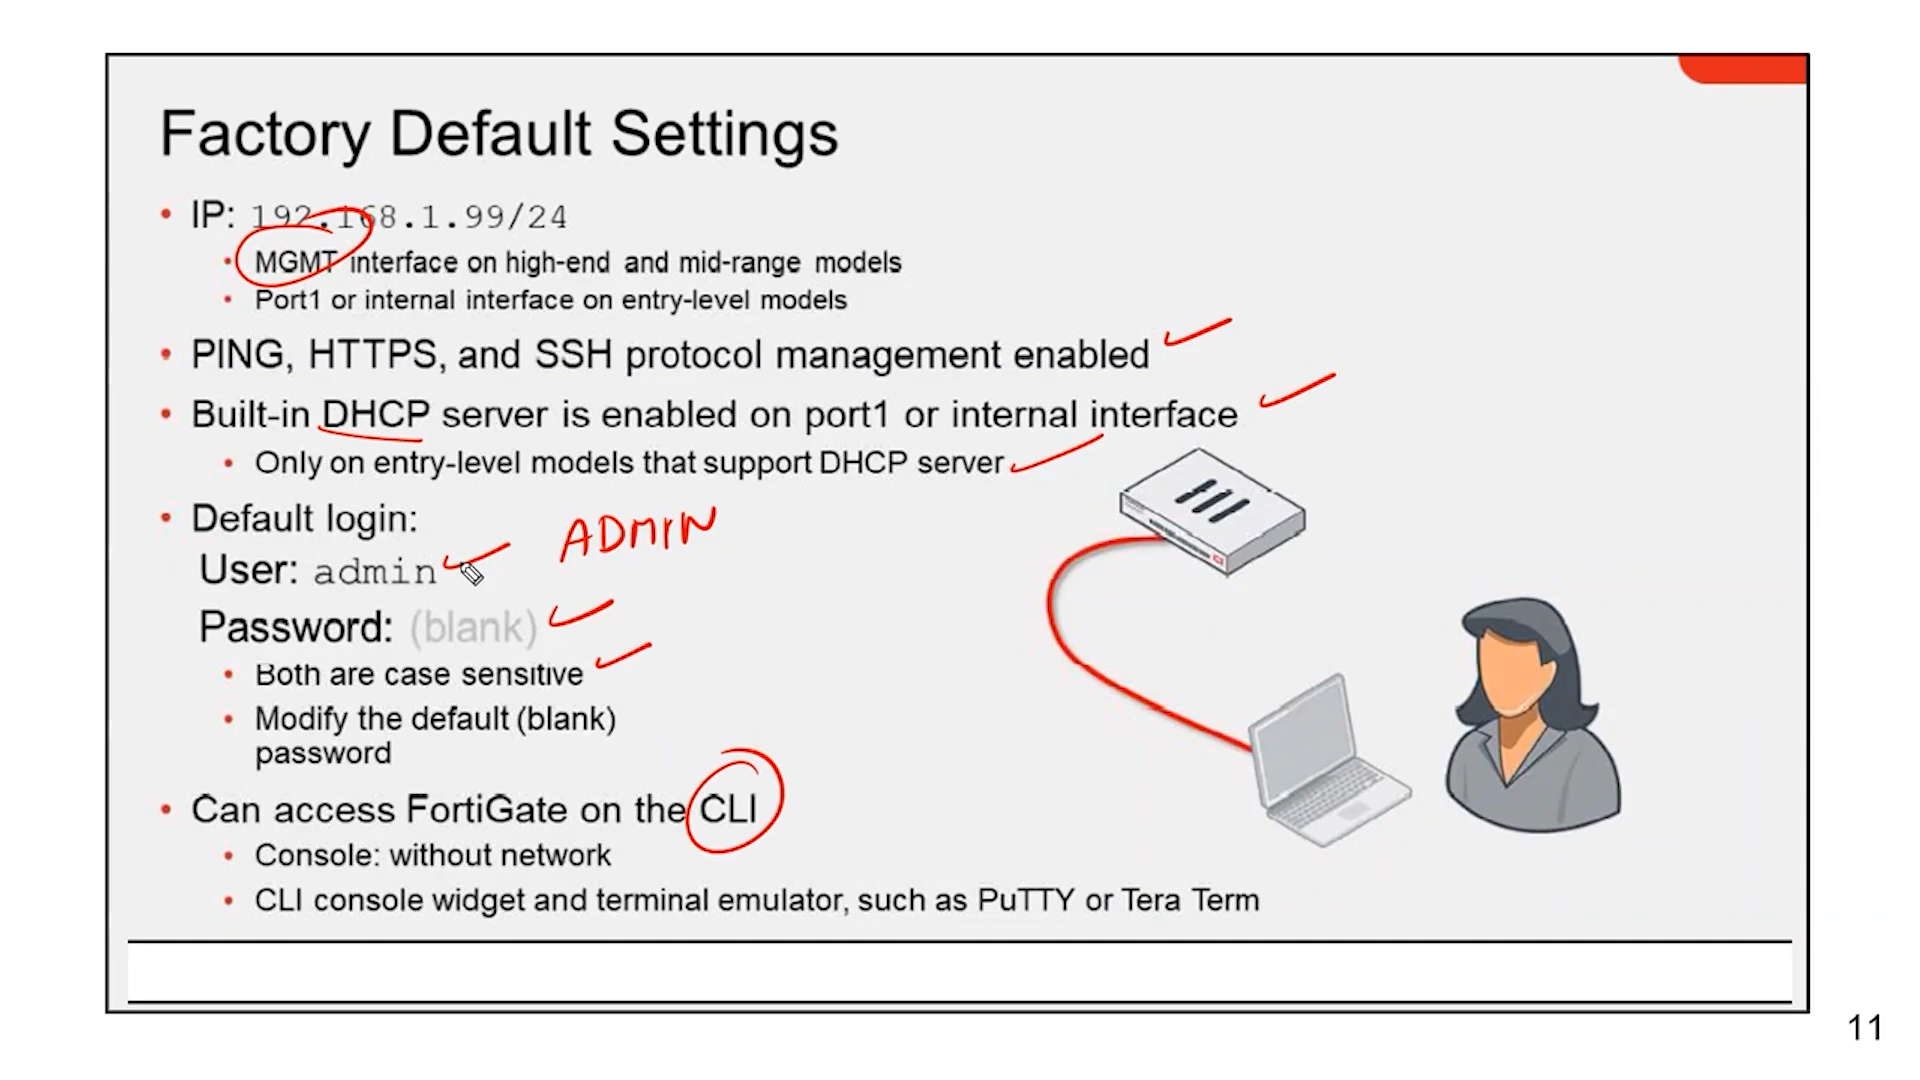 Factory Default Settings
• IP: 192.168.1.99/24
• MGMT interface on high-end and mid-range models
• Port1 or internal interface on entry-level models
• PING, HTTPS, and SSH protocol management enabled
• Built-in DHCP server is enabled on port1 or internal interface
• Only on entry-level models that support DHCP server
• Default login:
ADMIN
User: admin
Password: (blank)
• Both are case sensitive
• Modify the default (blank)
password
• Can access FortiGate on the CLI
• Console: without network
• CLI console widget and terminal emulator, such as PuTTY or Tera Term
11